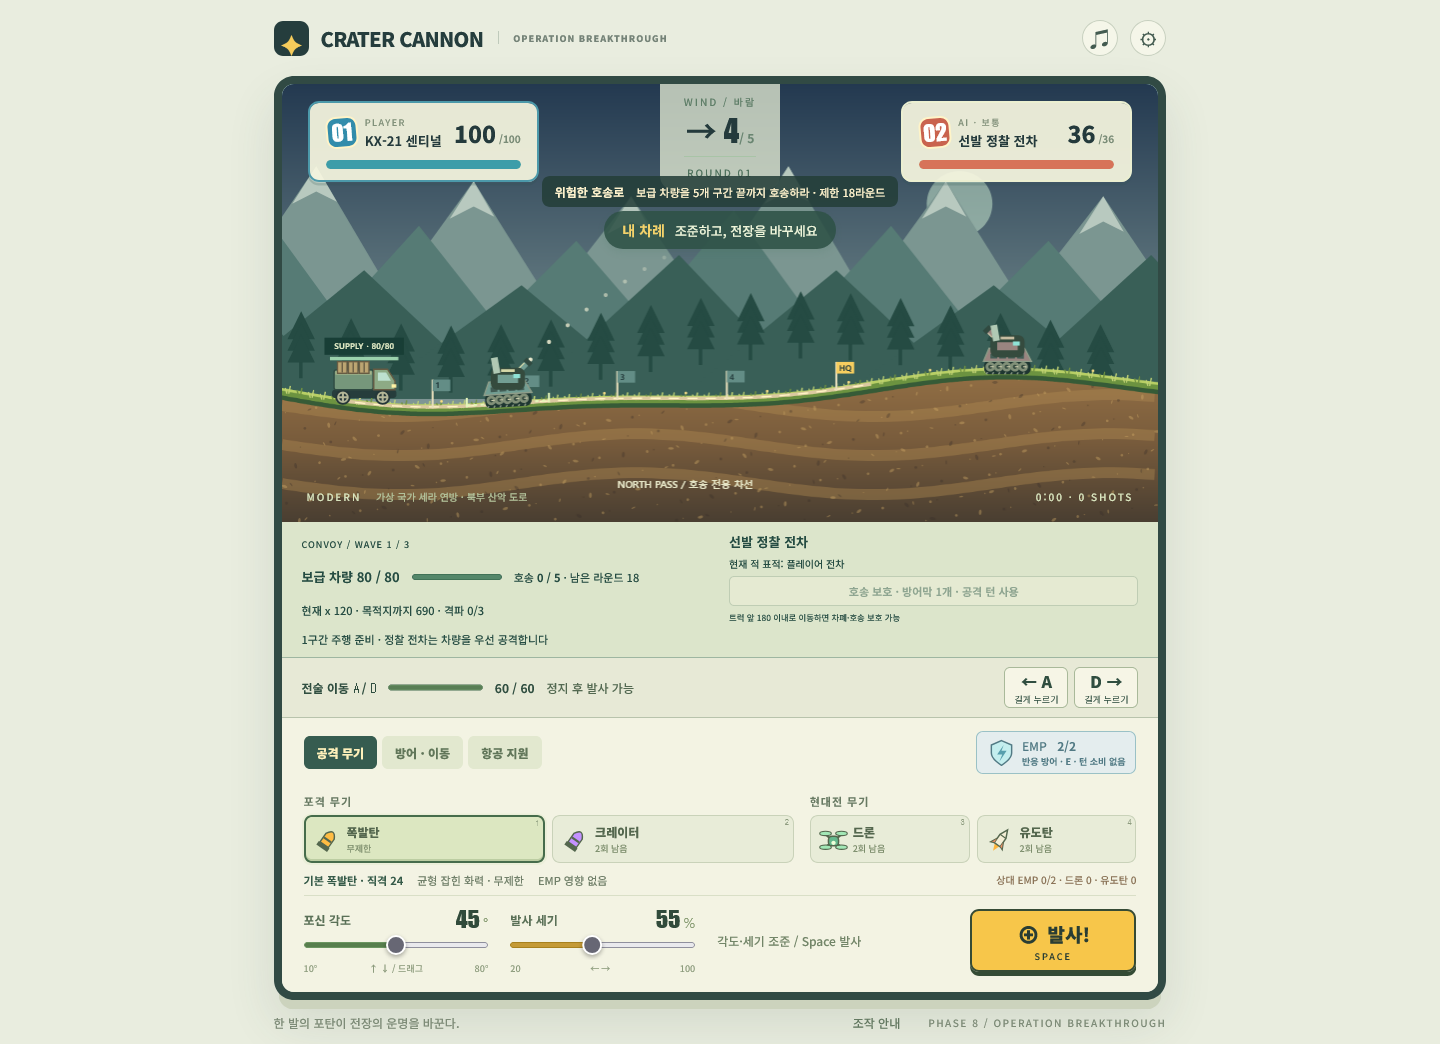 CRATER CANNON
OPERATION BREAKTHROUGH
01
PLAYER
KX-21 센티널
100 /100
WIND / 바람
→ 4 / 5
ROUND 01
02
AI · 보통
선발 정찰 전차
36 /36
위험한 호송로 보급 차량을 5개 구간 끝까지 호송하라 · 제한 18라운드
내 차례 조준하고, 전장을 바꾸세요
SUPPLY · 80/80
1
3
4
HQ
NORTH PASS / 호송 전용 차선
MODERN 가상 국가 세라 연방 · 북부 산악 도로
0:00 · 0 SHOTS
CONVOY / WAVE 1 / 3
보급 차량 80 / 80
호송 0 / 5 · 남은 라운드 18
현재 x 120 · 목적지까지 690 · 격파 0/3
1구간 주행 준비 · 정찰 전차는 차량을 우선 공격합니다
선발 정찰 전차
현재 적 표적: 플레이어 전차
호송 보호 · 방어막 1개 · 공격 턴 사용
트럭 앞 180 이내로 이동하면 차폐·호송 보호 가능
전술 이동 A / D
60 / 60 정지 후 발사 가능
← A
길게 누르기
D →
길게 누르기
공격 무기
방어 · 이동
항공 지원
EMP 2/2
반응 방어 · E · 턴 소비 없음
포격 무기
현대전 무기
폭발탄
무제한
1
크레이터
2회 남음
2
드론
2회 남음
3
유도탄
2회 남음
4
기본 폭발탄 · 직격 24 균형 잡힌 화력 · 무제한 EMP 영향 없음
상대 EMP 0/2 · 드론 0 · 유도탄 0
포신 각도 45 °
10° ↑ ↓ / 드래그 80°
발사 세기 55 %
20 ←→ 100
각도·세기 조준 / Space 발사
발사!
SPACE
한 발의 포탄이 전장의 운명을 바꾼다.
조작 안내
PHASE 8 / OPERATION BREAKTHROUGH